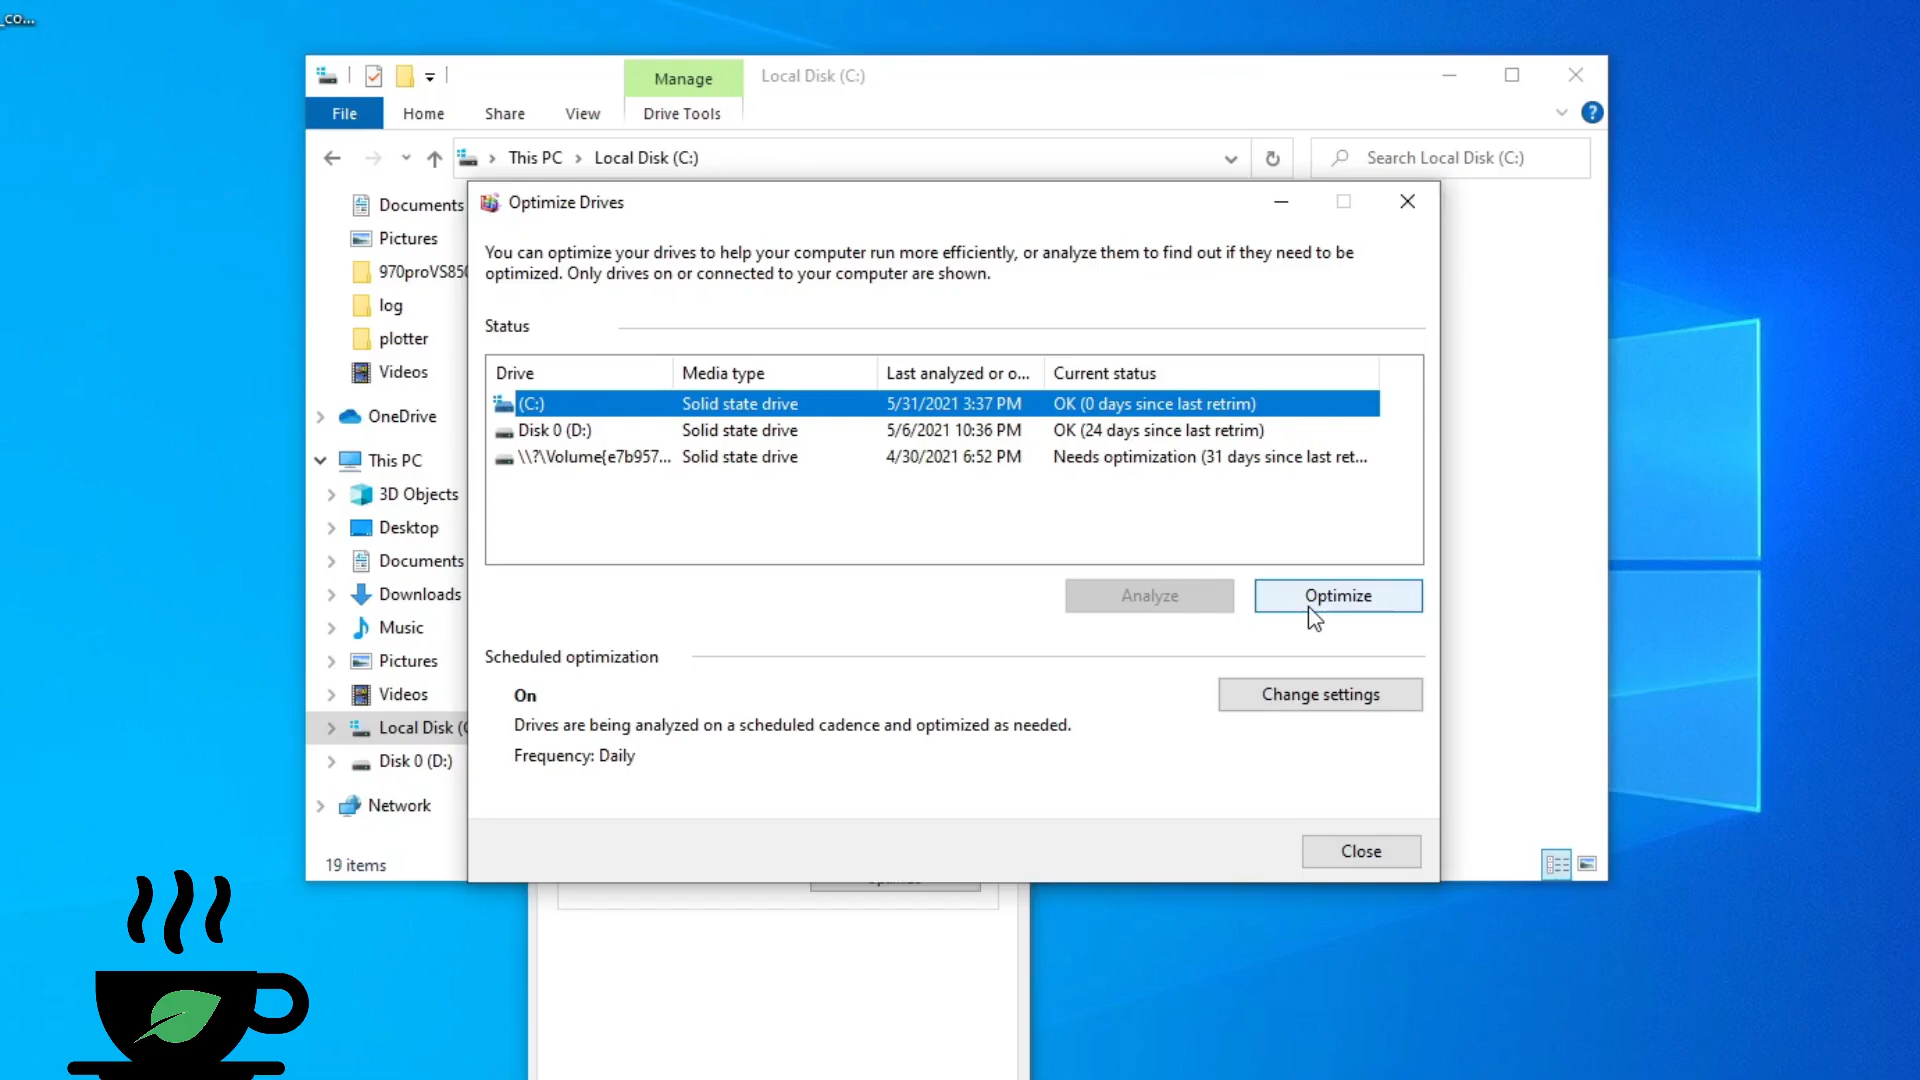 _co...
Manage
Local Disk (C:)
File
Home
Share
View
Drive Tools
?
This PC
Local Disk (C:)
Search Local Disk (C:)
Documents
Pictures
970proVS850
log
plotter
Videos
OneDrive
This PC
3D Objects
Desktop
Documents
Downloads
Music
Pictures
Videos
Local Disk (C
Disk 0 (D:)
Network
19 items
Optimize Drives
You can optimize your drives to help your computer run more efficiently, or analyze them to find out if they need to be
optimized. Only drives on or connected to your computer are shown.
Status
Drive Media type Last analyzed or o... Current status
(C:) Solid state drive 5/31/2021 3:37 PM OK (0 days since last retrim)
Disk 0 (D:) Solid state drive 5/6/2021 10:36 PM OK (24 days since last retrim)
\\?\Volume{e7b957... Solid state drive 4/30/2021 6:52 PM Needs optimization (31 days since last ret...
Analyze
Optimize
Scheduled optimization
On
Change settings
Drives are being analyzed on a scheduled cadence and optimized as needed.
Frequency: Daily
Close